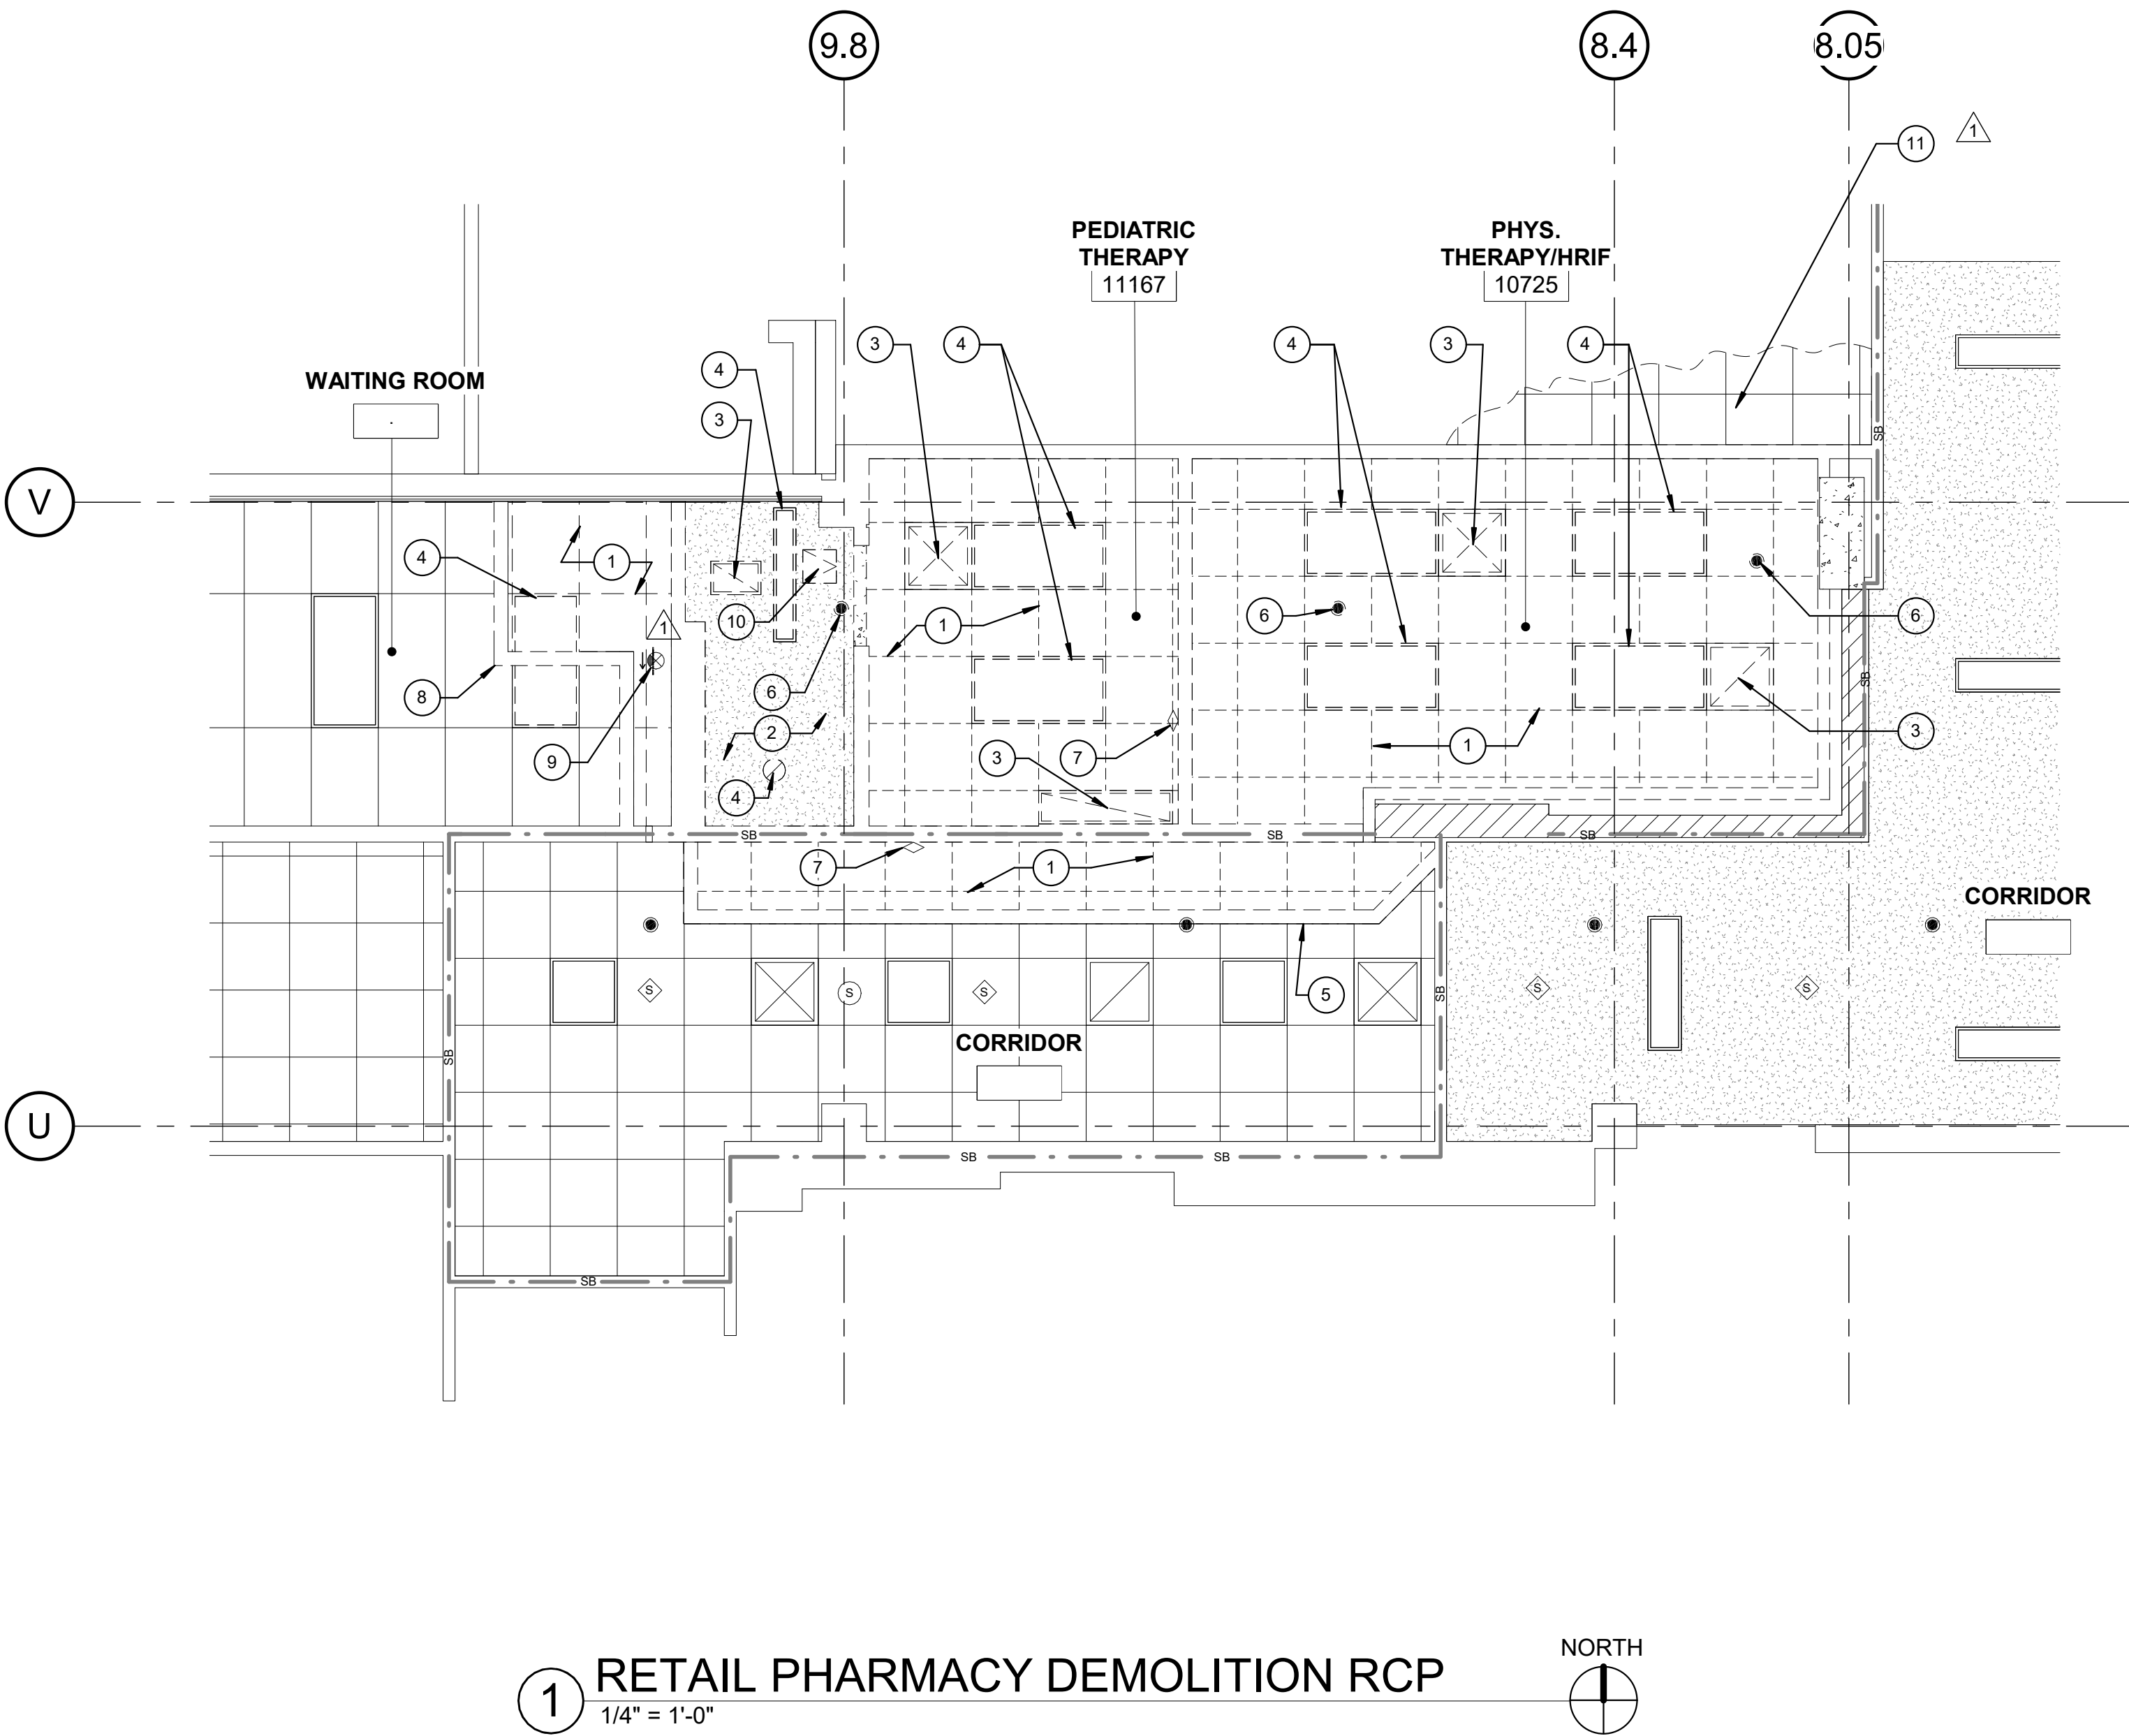 9.8
8.4
8.05
11
1
PEDIATRIC
THERAPY
11167
PHYS.
THERAPY/HRIF
10725
3
4
4
3
4
WAITING ROOM
.
4
3
SB
V
4
1
10
1
1
6
6
6
8
6
9
2
4
3
7
1
3
SB
SB
SB
SB
7
1
CORRIDOR
S
S
S
S
S
5
SB
CORRIDOR
SB
U
SB
SB
SB
1
RETAIL PHARMACY DEMOLITION RCP
1/4" = 1'-0"
NORTH